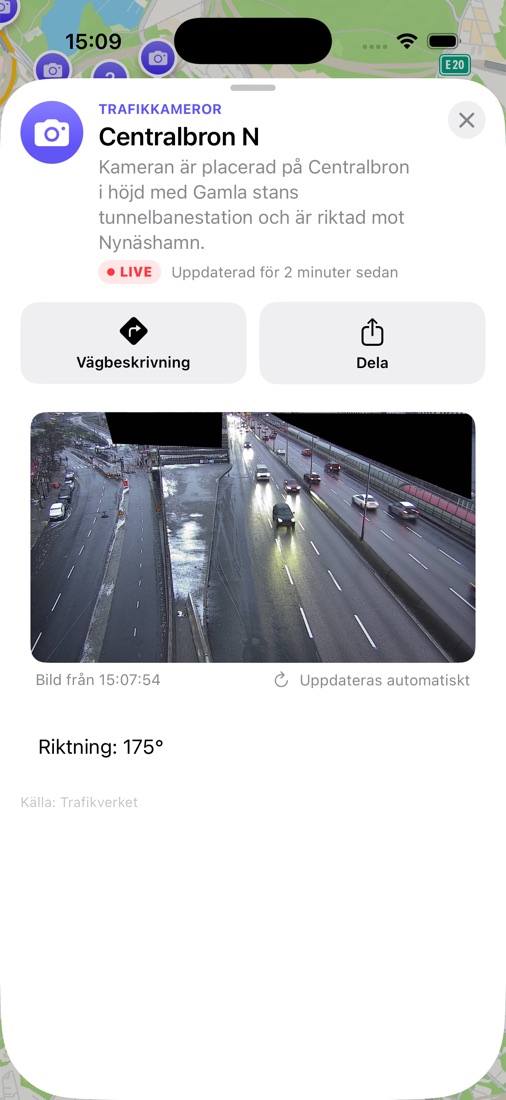 15:09
E20
TRAFIKKAMEROR
Centralbron N
Kameran är placerad på Centralbron
i höjd med Gamla stans
tunnelbanestation och är riktad mot
Nynäshamn.
LIVE Uppdaterad för 2 minuter sedan
Vägbeskrivning
Dela
Bild från 15:07:54
Uppdateras automatiskt
Riktning: 175°
Källa: Trafikverket